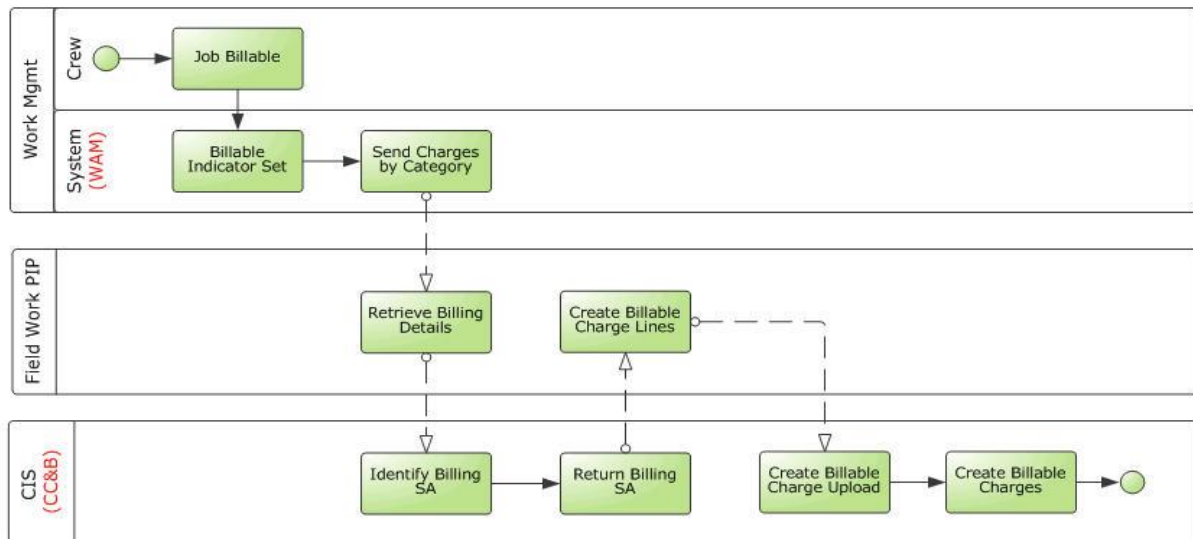 Work Mgmt
Crew
Job Billable
System
(WAM)
Billable
Indicator Set
Send Charges
by Category
Field Work PIP
Retrieve Billing
Details
Create Billable
Charge Lines
CIS
(CC&B)
Identify Billing
SA
Return Billing
SA
Create Billable
Charge Upload
Create Billable
Charges